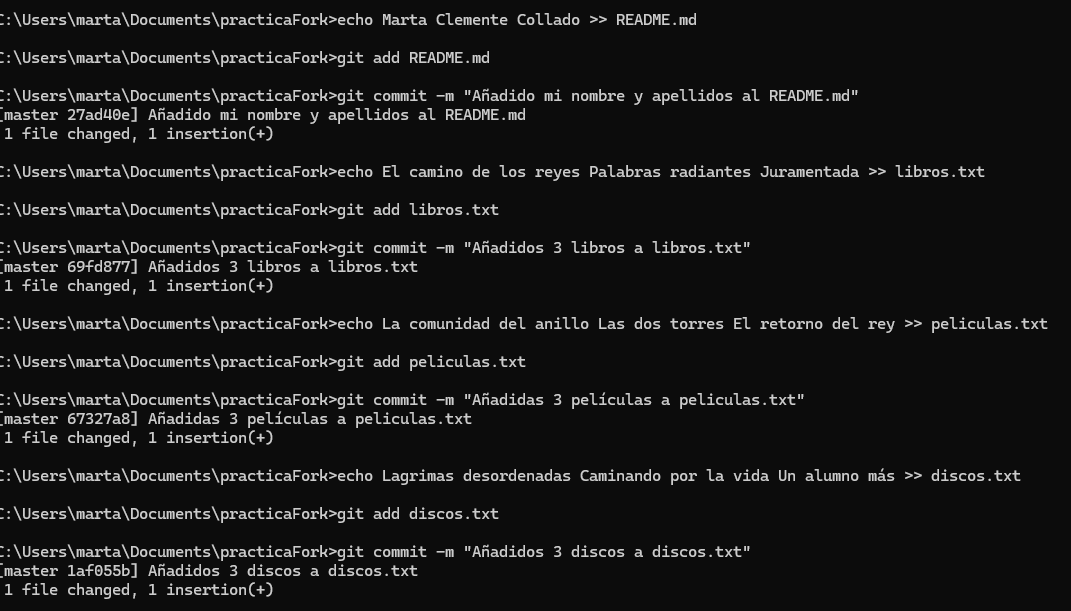 C:\Users\marta\Documents\practicaFork>echo Marta Clemente Collado >> README.md
C:\Users\marta\Documents\practicaFork>git add README.md
C:\Users\marta\Documents\practicaFork>git commit -m "Añadido mi nombre y apellidos al README.md"
[master 27ad40e] Añadido mi nombre y apellidos al README.md
1 file changed, 1 insertion(+)
C:\Users\marta\Documents\practicaFork>echo El camino de los reyes Palabras radiantes Juramentada >> libros.txt
C:\Users\marta\Documents\practicaFork>git add libros.txt
C:\Users\marta\Documents\practicaFork>git commit -m "Añadidos 3 libros a libros.txt"
[master 69fd877] Añadidos 3 libros a libros.txt
1 file changed, 1 insertion(+)
C:\Users\marta\Documents\practicaFork>echo La comunidad del anillo Las dos torres El retorno del rey >> peliculas.txt
C:\Users\marta\Documents\practicaFork>git add peliculas.txt
C:\Users\marta\Documents\practicaFork>git commit -m "Añadidas 3 películas a peliculas.txt"
[master 67327a8] Añadidas 3 películas a peliculas.txt
1 file changed, 1 insertion(+)
C:\Users\marta\Documents\practicaFork>echo Lagrimas desordenadas Caminando por la vida Un alumno más >> discos.txt
C:\Users\marta\Documents\practicaFork>git add discos.txt
C:\Users\marta\Documents\practicaFork>git commit -m "Añadidos 3 discos a discos.txt"
[master 1af055b] Añadidos 3 discos a discos.txt
1 file changed, 1 insertion(+)